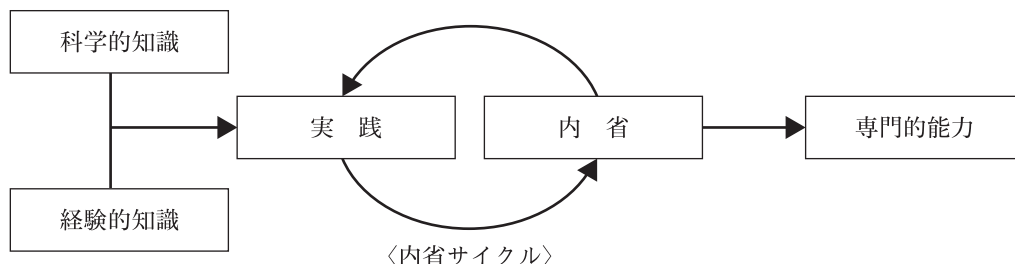 科学的知識
実　践
内　省
専門的能力
経験的知識
〈内省サイクル〉